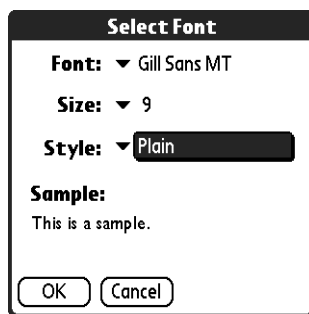 Select Font
Font: Gill Sans MT
Size: 9
Style: Plain
Sample:
This is a sample.
OK Cancel